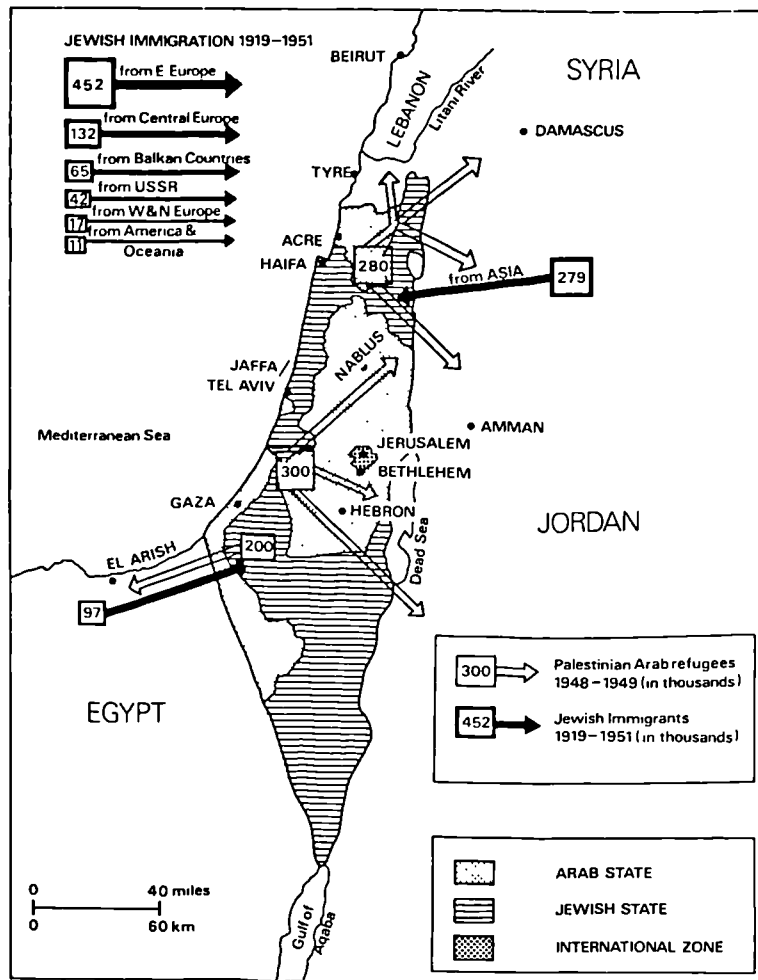 JEWISH IMMIGRATION 1919–1951
452
from E Europe
132
from Central Europe
65
from Balkan Countries
42
from USSR
17
from W&N Europe
11
from America &
Oceania
BEIRUT
SYRIA
LEBANON
Litani River
DAMASCUS
TYRE
ACRE
HAIFA
280
from ASIA
279
NABLUS
JAFFA
TEL AVIV
Mediterranean Sea
AMMAN
JERUSALEM
BETHLEHEM
300
GAZA
HEBRON
JORDAN
Dead Sea
EL ARISH
200
97
EGYPT
300
Palestinian Arab refugees
1948–1949 (in thousands)
452
Jewish Immigrants
1919–1951 (in thousands)
0 40 miles
0 60 km
Gulf of
Aqaba
ARAB STATE
JEWISH STATE
INTERNATIONAL ZONE